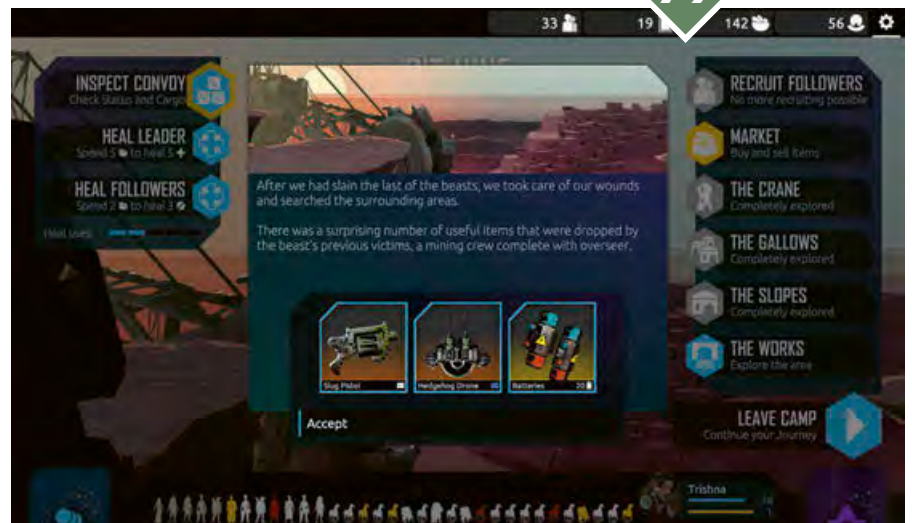 33
19
142
56
INSPECT CONVOY
Check Status and Cargo
HEAL LEADER
Spend 5 to heal 5
HEAL FOLLOWERS
Spend 2 to heal 3
Heal uses:
After we had slain the last of the beasts, we took care of our wounds
and searched the surrounding areas.
There was a surprising number of useful items that were dropped by
the beast's previous victims, a mining crew complete with overseer.
Slug Pistol
Hedgehog Drone
Batteries 20
Accept
RECRUIT FOLLOWERS
No more recruiting possible
MARKET
Buy and sell items
THE CRANE
Completely explored
THE GALLOWS
Completely explored
THE SLOPES
Completely explored
THE WORKS
Explore the area
LEAVE CAMP
Continue your Journey
Trishna